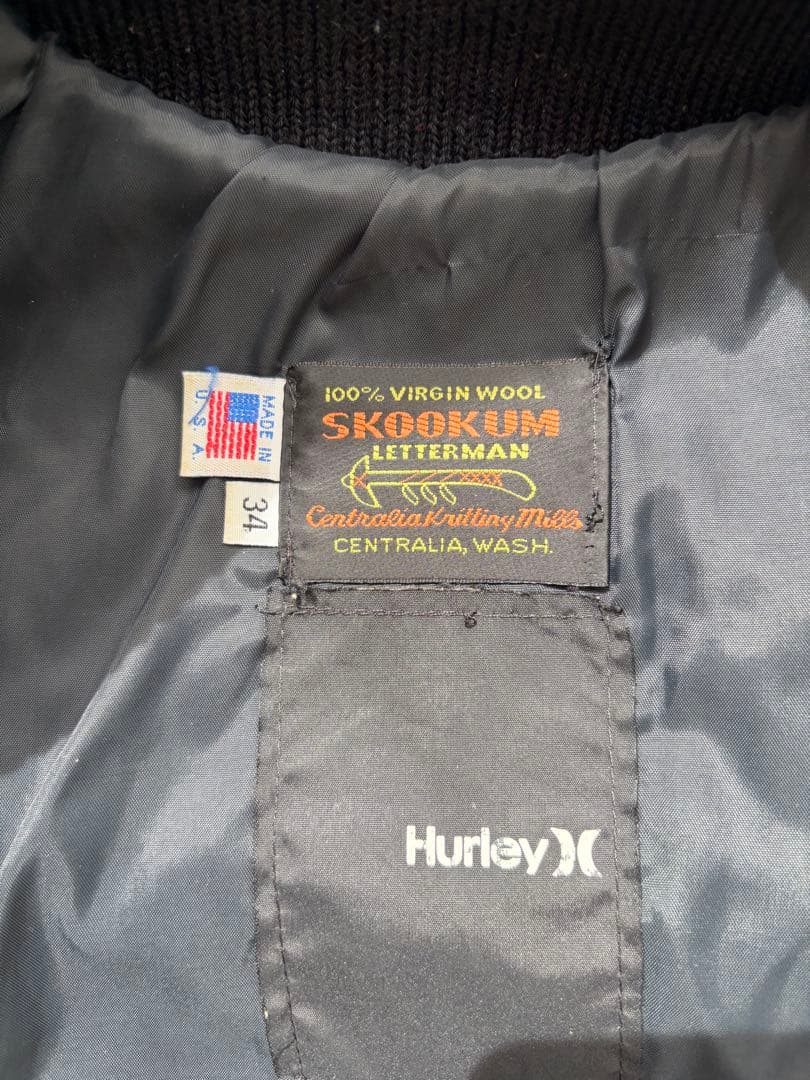 100% VIRGIN WOOL
SKOOKUM
LETTERMAN
Centralia Knitting Mills
CENTRALIA, WASH.
MADE IN
U.S.A.
34
Hurley